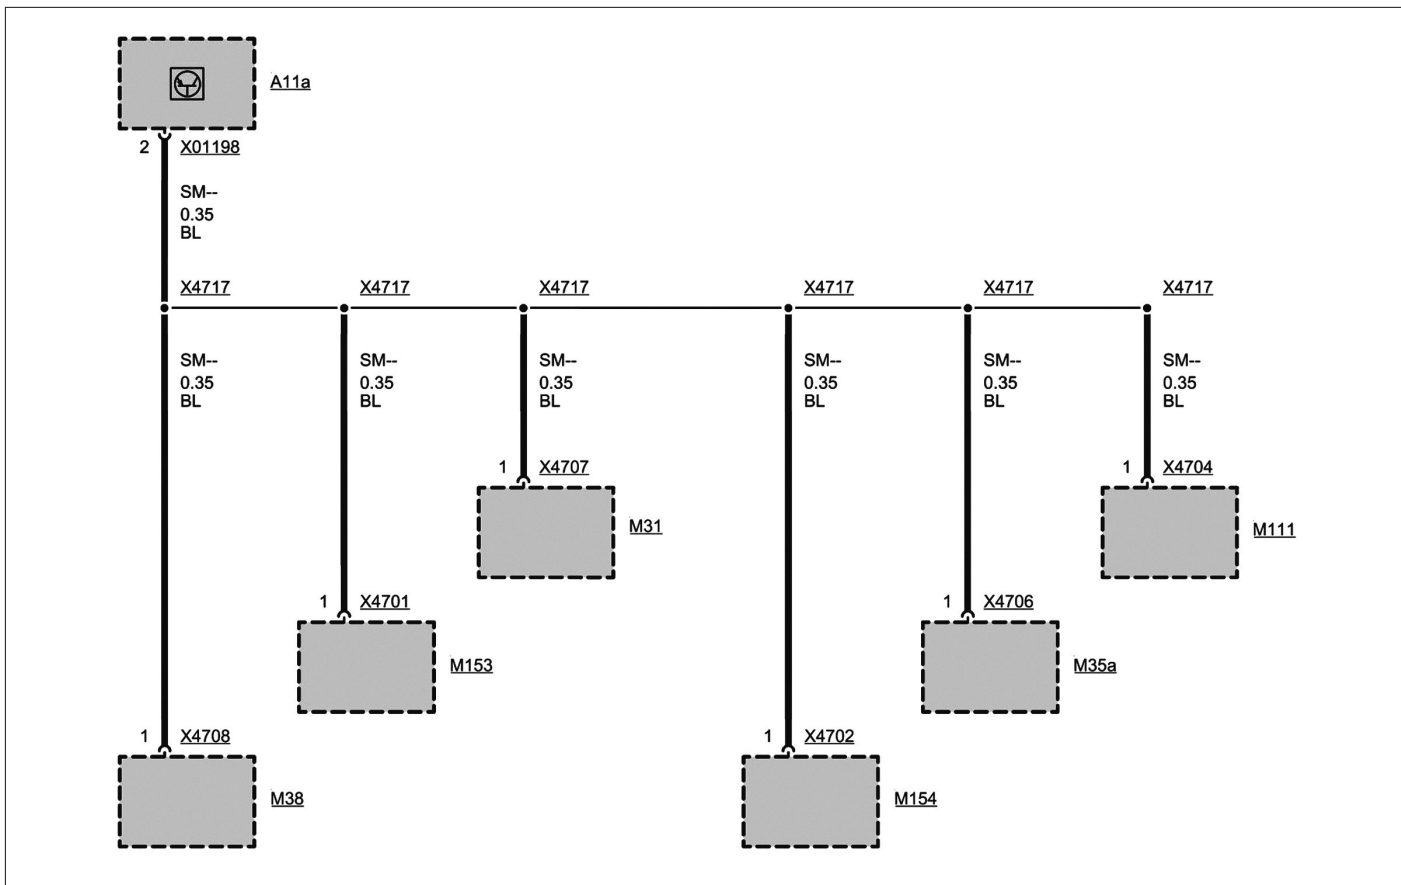 A11a
2 X01198
SM--
0.35
BL
X4717 X4717 X4717 X4717 X4717 X4717
SM-- SM-- SM-- SM-- SM-- SM--
0.35 0.35 0.35 0.35 0.35 0.35
BL BL BL BL BL BL
1 X4707 1 X4704
M31 M111
1 X4701 1 X4706
M153 M35a
1 X4708 1 X4702
M38 M154